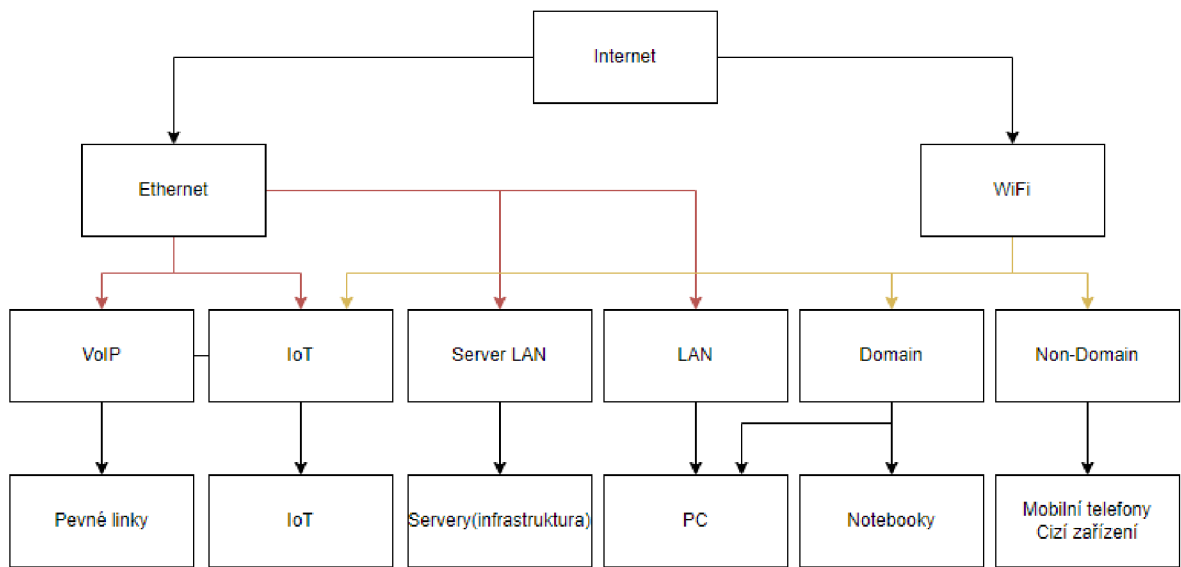 Internet
Ethernet
WiFi
VoIP
IoT
Server LAN
LAN
Domain
Non-Domain
Pevné linky
IoT
Servery(infrastruktura)
PC
Notebooky
Mobilní telefony
Cizí zařízení